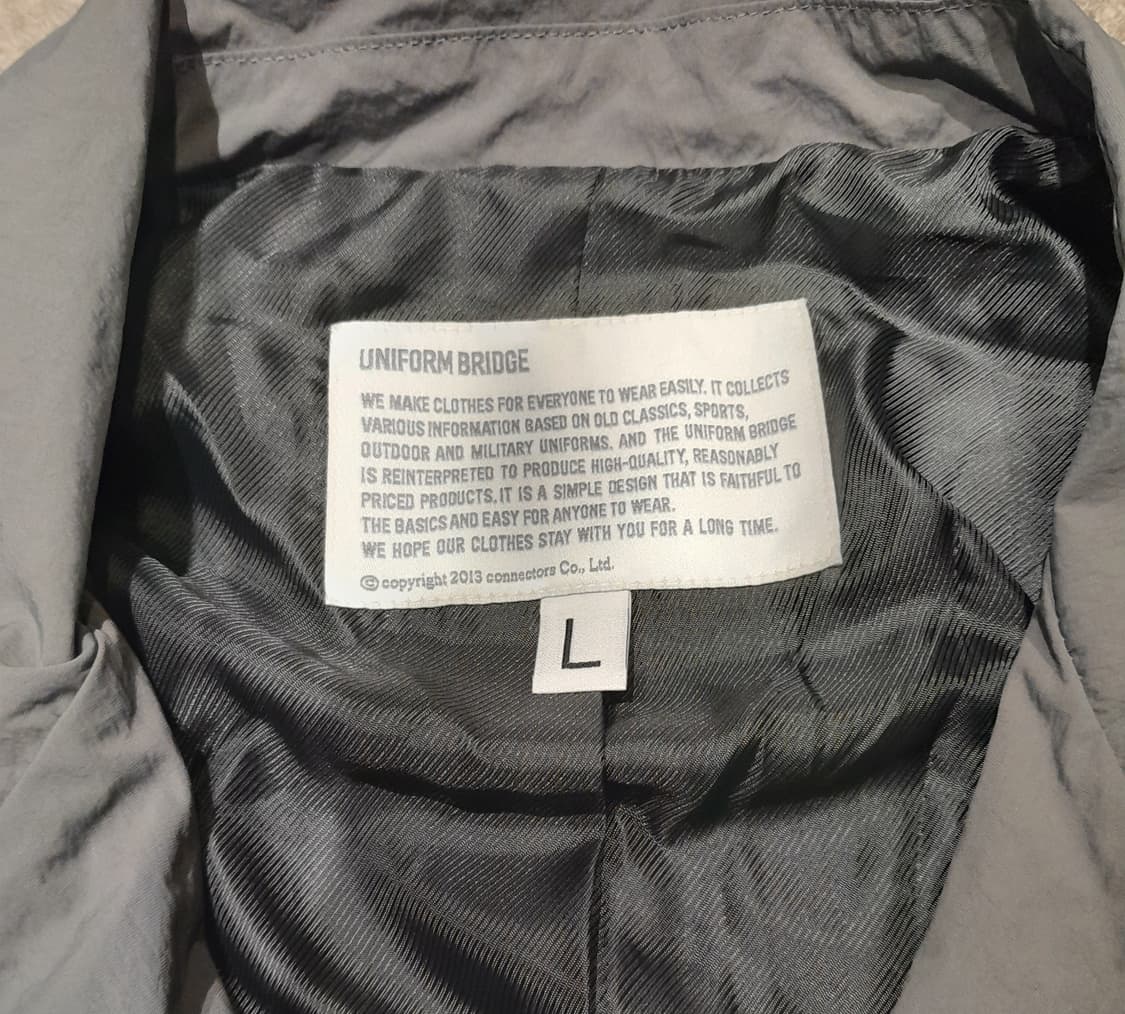 UNIFORM BRIDGE
WE MAKE CLOTHES FOR EVERYONE TO WEAR EASILY. IT COLLECTS
VARIOUS INFORMATION BASED ON OLD CLASSICS, SPORTS,
OUTDOOR AND MILITARY UNIFORMS. AND THE UNIFORM BRIDGE
IS REINTERPRETED TO PRODUCE HIGH-QUALITY, REASONABLY
PRICED PRODUCTS. IT IS A SIMPLE DESIGN THAT IS FAITHFUL TO
THE BASICS AND EASY FOR ANYONE TO WEAR.
WE HOPE OUR CLOTHES STAY WITH YOU FOR A LONG TIME.
© copyright 2013 connectors Co., Ltd.
L